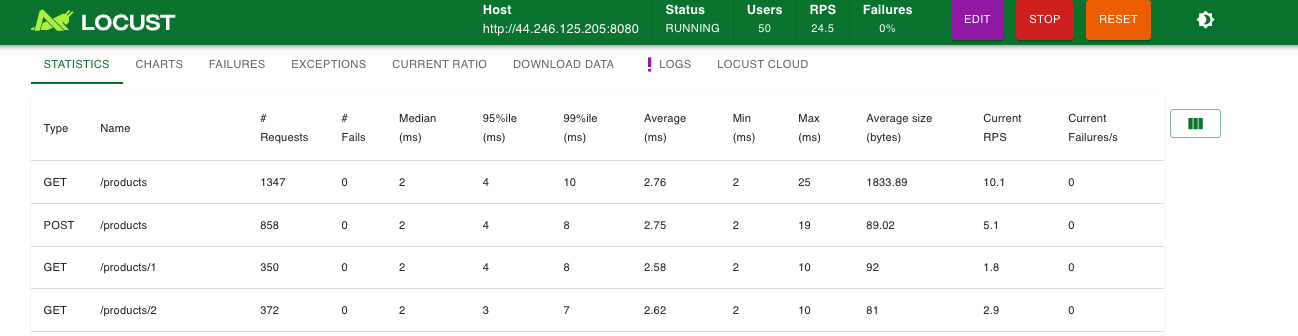 LOCUST
Host
http://44.246.125.205:8080
Status
RUNNING
Users
50
RPS
24.5
Failures
0%
EDIT
STOP
RESET
STATISTICS CHARTS FAILURES EXCEPTIONS CURRENT RATIO DOWNLOAD DATA ! LOGS LOCUST CLOUD
Type Name # Requests # Fails Median (ms) 95%ile (ms) 99%ile (ms) Average (ms) Min (ms) Max (ms) Average size (bytes) Current RPS Current Failures/s
GET /products 1347 0 2 4 10 2.76 2 25 1833.89 10.1 0
POST /products 858 0 2 4 8 2.75 2 19 89.02 5.1 0
GET /products/1 350 0 2 4 8 2.58 2 10 92 1.8 0
GET /products/2 372 0 2 3 7 2.62 2 10 81 2.9 0